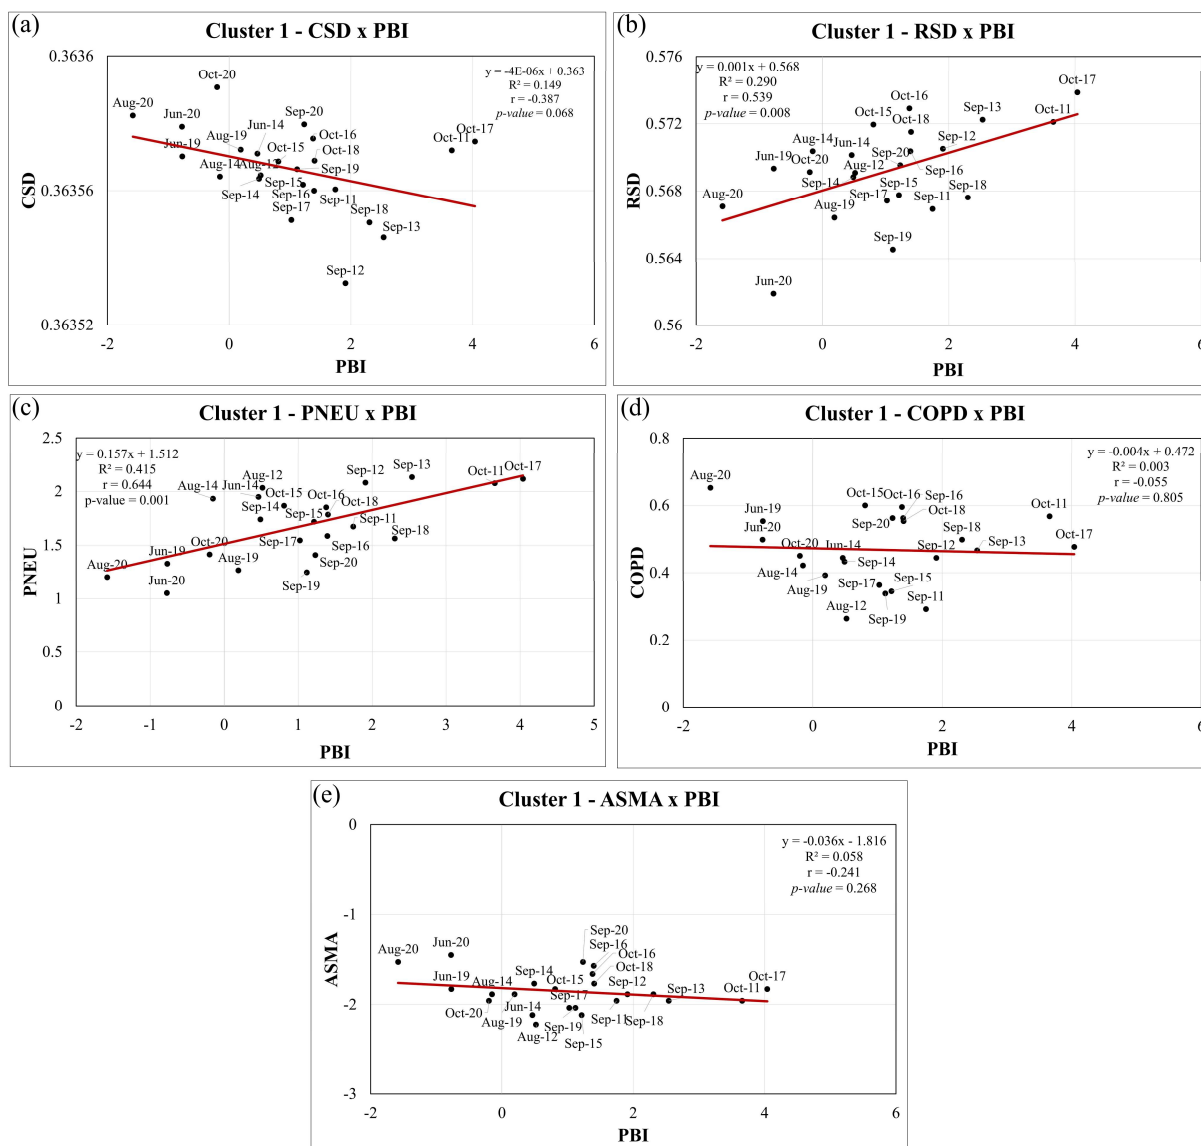 (a)
Cluster 1 - CSD x PBI
0.3636
y = -4E-06x + 0.363
R² = 0.149
r = -0.387
p-value = 0.068
Oct-20
Aug-20
Jun-20
Sep-20
Aug-19
Jun-14
Oct-16
Oct-17
Oct-11
Jun-19
Oct-15
Oct-18
Aug-14
Aug-12
Sep-19
CSD
0.36356
Sep-15
Sep-14
Sep-16
Sep-11
Sep-17
Sep-18
Sep-13
Sep-12
0.36352
-2
0
2
4
6
PBI
(b)
Cluster 1 - RSD x PBI
0.576
y = 0.001x + 0.568
R² = 0.290
r = 0.539
p-value = 0.008
Oct-17
Oct-16
Oct-15
Sep-13
Oct-11
0.572
Oct-18
Aug-14
Jun-14
Sep-12
Jun-19
Oct-20
Aug-12
Sep-20
Sep-16
RSD
0.568
Sep-14
Aug-20
Sep-17
Sep-15
Sep-18
Aug-19
Sep-11
Sep-19
0.564
Jun-20
0.56
-2
0
2
4
6
PBI
(c)
Cluster 1 - PNEU x PBI
2.5
y = 0.157x + 1.512
R² = 0.415
r = 0.644
p-value = 0.001
Aug-12
Sep-12
Sep-13
Oct-11
Oct-17
Aug-14
Jun-14
2
Oct-15
Oct-16
Oct-18
Sep-15
Sep-11
PNEU
1.5
Jun-19
Oct-20
Sep-17
Sep-16
Sep-18
Aug-20
Aug-19
Sep-20
Jun-20
Sep-19
1
0.5
0
-2
-1
0
1
2
3
4
5
PBI
(d)
Cluster 1 - COPD x PBI
0.8
y = -0.004x + 0.472
R² = 0.003
r = -0.055
p-value = 0.805
Aug-20
0.6
Oct-15
Oct-16
Sep-16
Oct-11
Jun-19
Jun-20
Sep-20
Oct-18
Sep-18
Oct-17
Oct-20
Jun-14
Sep-12
Sep-13
COPD
0.4
Aug-14
Sep-14
Aug-19
Sep-17
Sep-15
Aug-12
Sep-19
Sep-11
0.2
0
-2
0
2
4
6
PBI
(e)
Cluster 1 - ASMA x PBI
0
y = -0.036x - 1.816
R² = 0.058
r = -0.241
p-value = 0.268
-1
Aug-20
Jun-20
Sep-20
Sep-16
Oct-16
Oct-18
ASMA
-2
Jun-19
Aug-14
Sep-14
Oct-15
Sep-12
Sep-13
Oct-11
Oct-17
Oct-20
Jun-14
Sep-17
Aug-19
Sep-19
Sep-11
Sep-18
Aug-12
Sep-15
-3
-2
0
2
4
6
PBI